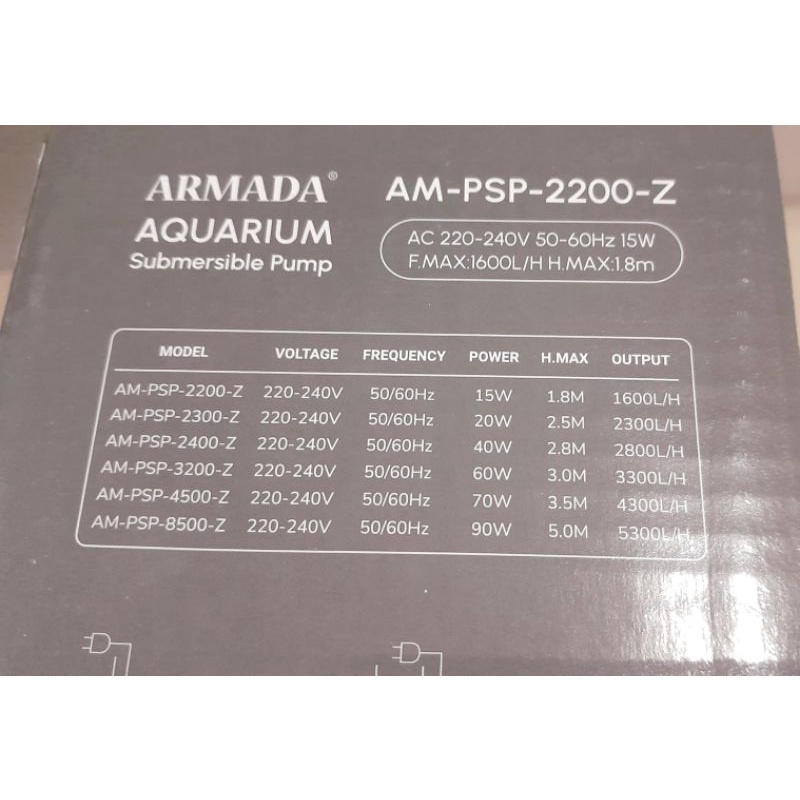 ARMADA®
AQUARIUM
Submersible Pump
AM-PSP-2200-Z
AC 220-240V 50-60Hz 15W
F.MAX:1600L/H H.MAX:1.8m
MODEL VOLTAGE FREQUENCY POWER H.MAX OUTPUT
AM-PSP-2200-Z 220-240V 50/60Hz 15W 1.8M 1600L/H
AM-PSP-2300-Z 220-240V 50/60Hz 20W 2.5M 2300L/H
AM-PSP-2400-Z 220-240V 50/60Hz 40W 2.8M 2800L/H
AM-PSP-3200-Z 220-240V 50/60Hz 60W 3.0M 3300L/H
AM-PSP-4500-Z 220-240V 50/60Hz 70W 3.5M 4300L/H
AM-PSP-8500-Z 220-240V 50/60Hz 90W 5.0M 5300L/H